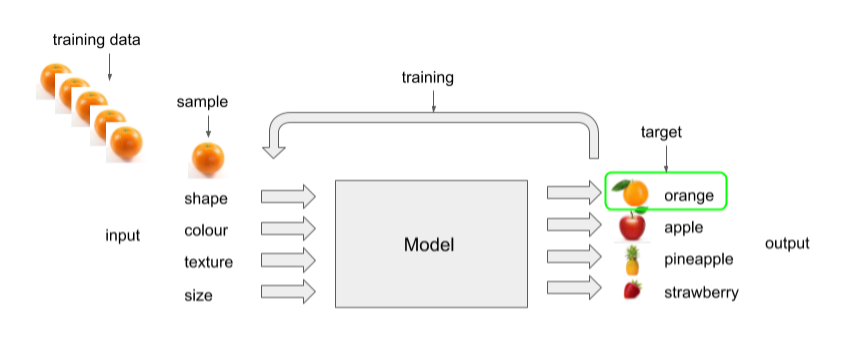 training data
sample
training
target
shape
colour
texture
size
input
Model
orange
apple
pineapple
strawberry
output